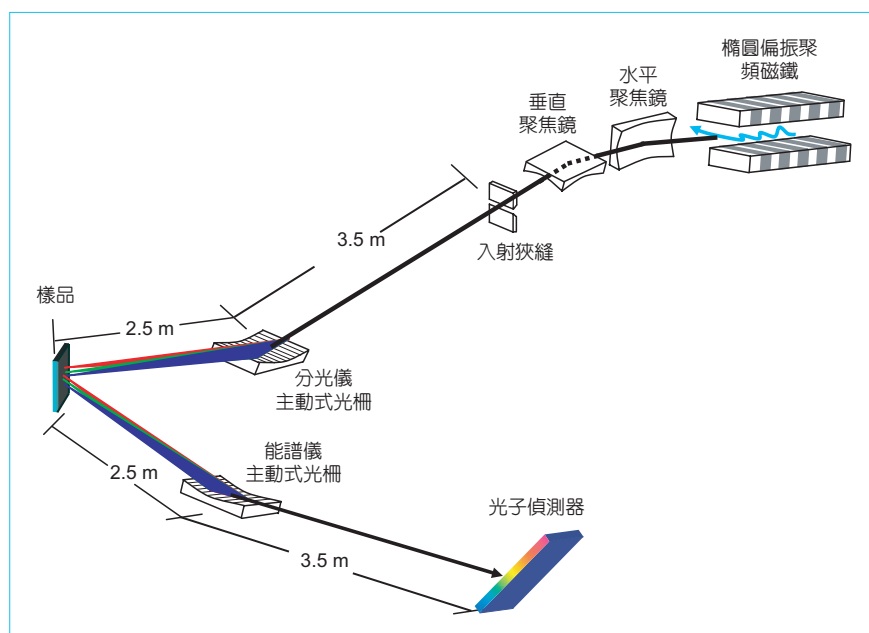 橢圓偏振聚
頻磁鐵
水平
聚焦鏡
垂直
聚焦鏡
入射狹縫
3.5 m
樣品
2.5 m
分光儀
主動式光柵
能譜儀
主動式光柵
2.5 m
光子偵測器
3.5 m